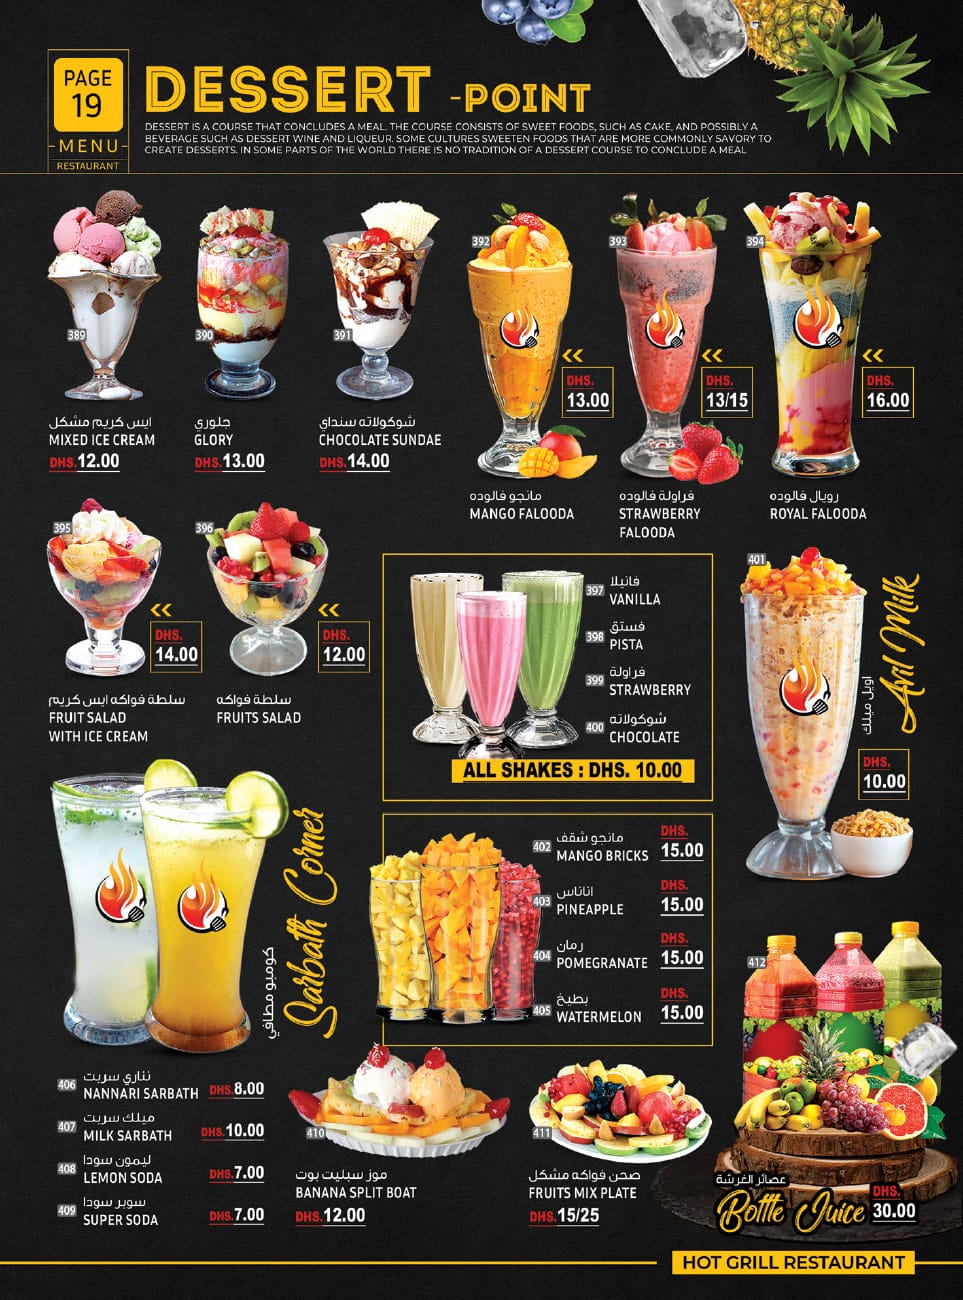 PAGE
19
MENU
RESTAURANT
DESSERT -POINT
DESSERT IS A COURSE THAT CONCLUDES A MEAL. THE COURSE CONSISTS OF SWEET FOODS, SUCH AS CAKE, AND POSSIBLY A
BEVERAGE SUCH AS DESSERT WINE AND LIQUEUR. SOME CULTURES SWEETEN FOODS THAT ARE MORE COMMONLY SAVORY TO
CREATE DESSERTS. IN SOME PARTS OF THE WORLD THERE IS NO TRADITION OF A DESSERT COURSE TO CONCLUDE A MEAL
389
ايس كريم مشكل
MIXED ICE CREAM
DHS.12.00
390
جلوري
GLORY
DHS.13.00
391
شوكولاته سنداي
CHOCOLATE SUNDAE
DHS.14.00
392
DHS.
13.00
مانجو فالوده
MANGO FALOODA
393
DHS.
13/15
فراولة فالوده
STRAWBERRY
FALOODA
394
DHS.
16.00
رويال فالوده
ROYAL FALOODA
395
DHS.
14.00
سلطة فواكه ايس كريم
FRUIT SALAD
WITH ICE CREAM
396
DHS.
12.00
سلطة فواكه
FRUITS SALAD
397
فانيلا
VANILLA
398
فستق
PISTA
399
فراولة
STRAWBERRY
400
شوكولاته
CHOCOLATE
ALL SHAKES : DHS. 10.00
401
Avil Milk
اويل ميلك
DHS.
10.00
Sarbath Corner
كومبو مطافي
402
مانجو شقف
MANGO BRICKS
DHS.
15.00
403
اناناس
PINEAPPLE
DHS.
15.00
404
رمان
POMEGRANATE
DHS.
15.00
405
بطيخ
WATERMELON
DHS.
15.00
406
نناري سربت
NANNARI SARBATH
DHS.8.00
407
ميلك سربت
MILK SARBATH
DHS.10.00
408
ليمون سودا
LEMON SODA
DHS.7.00
409
سوبر سودا
SUPER SODA
DHS.7.00
410
موز سبليت بوت
BANANA SPLIT BOAT
DHS.12.00
411
صحن فواكه مشكل
FRUITS MIX PLATE
DHS.15/25
412
عصائر الغرشة
Bottle Juice
DHS.
30.00
HOT GRILL RESTAURANT